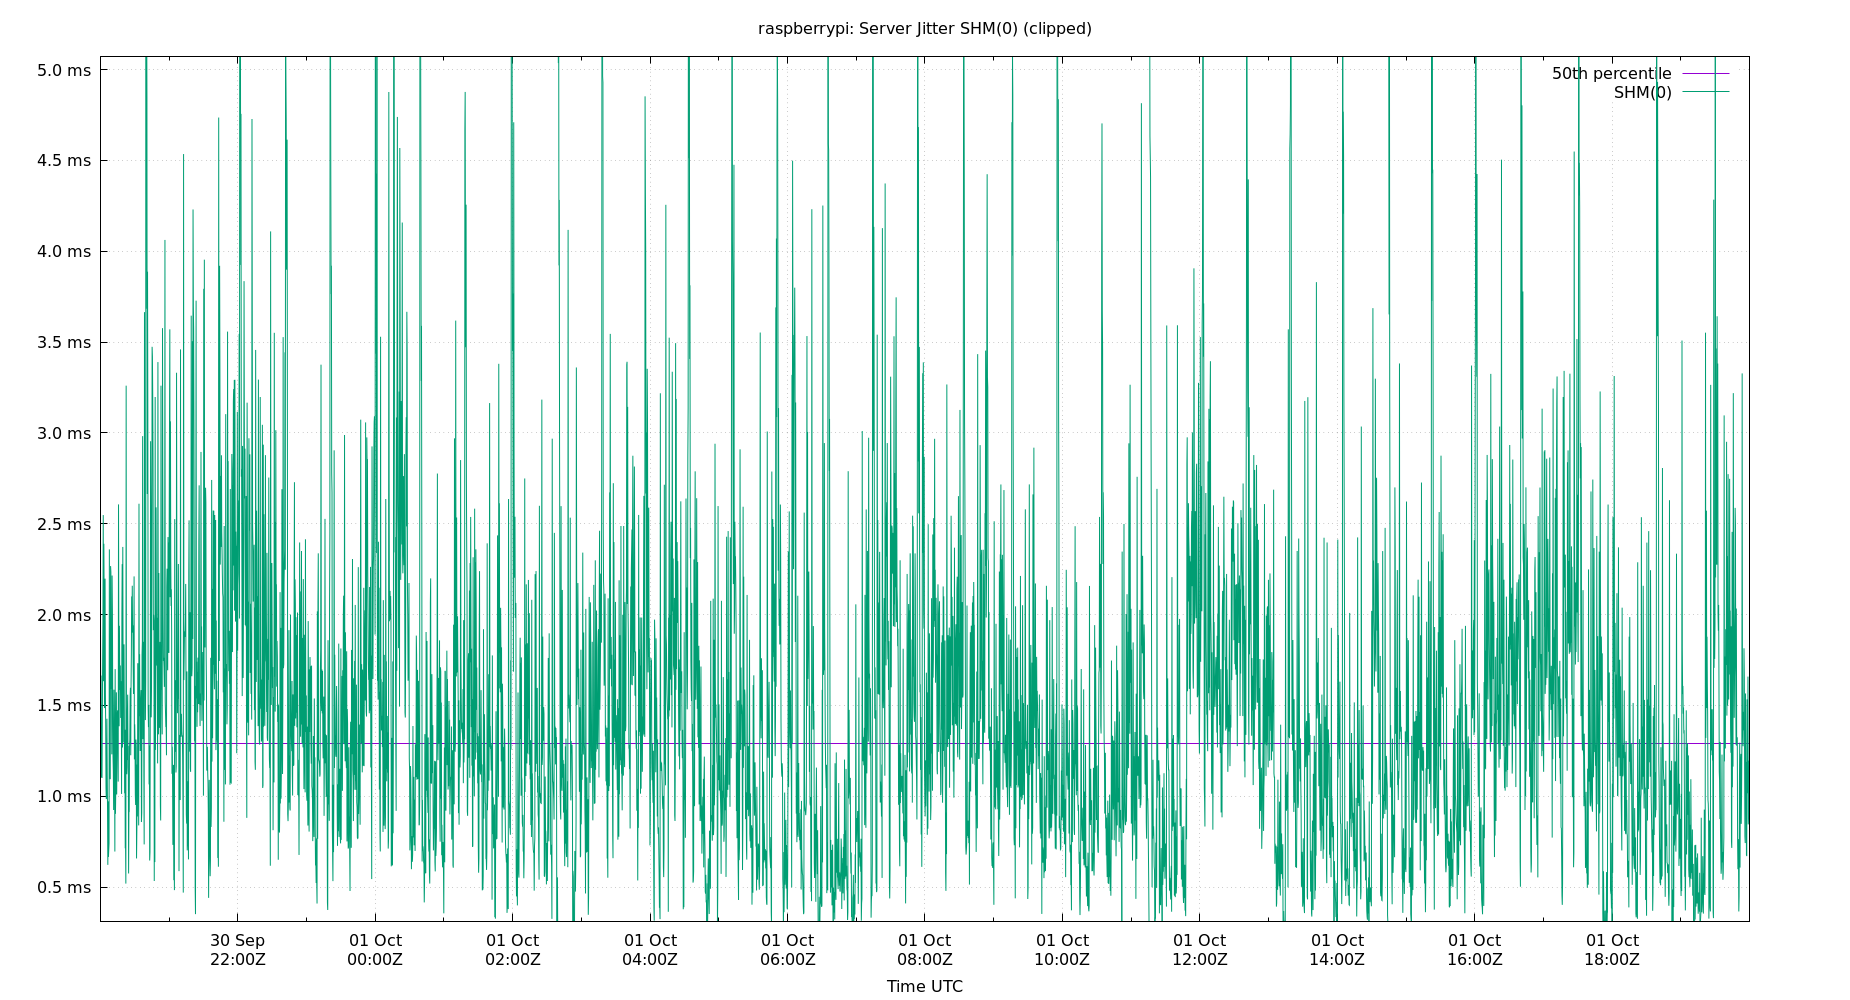 raspberrypi: Server Jitter SHM(0) (clipped)
5.0 ms
50th percentile
SHM(0)
4.5 ms
4.0 ms
3.5 ms
3.0 ms
2.5 ms
2.0 ms
1.5 ms
1.0 ms
0.5 ms
30 Sep 01 Oct 01 Oct 01 Oct 01 Oct 01 Oct 01 Oct 01 Oct 01 Oct 01 Oct 01 Oct
22:00Z 00:00Z 02:00Z 04:00Z 06:00Z 08:00Z 10:00Z 12:00Z 14:00Z 16:00Z 18:00Z
Time UTC